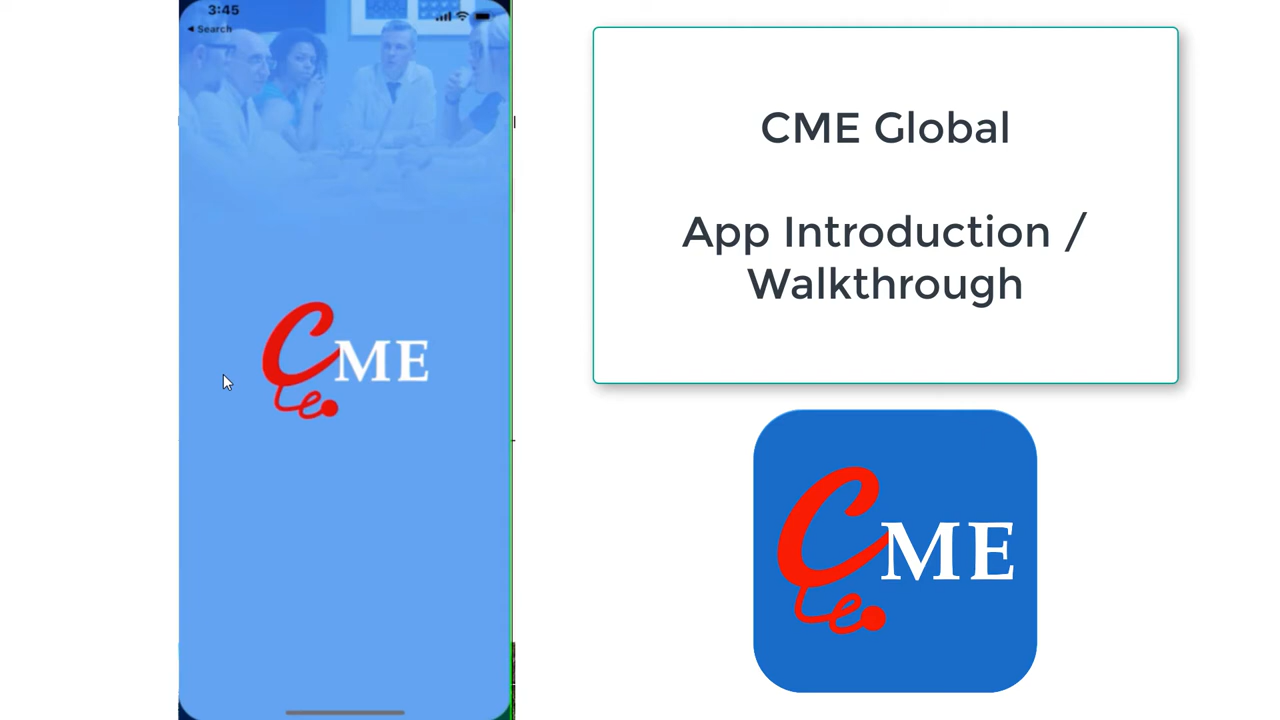 3:45
Search
CME
CME Global
App Introduction /
Walkthrough
CME